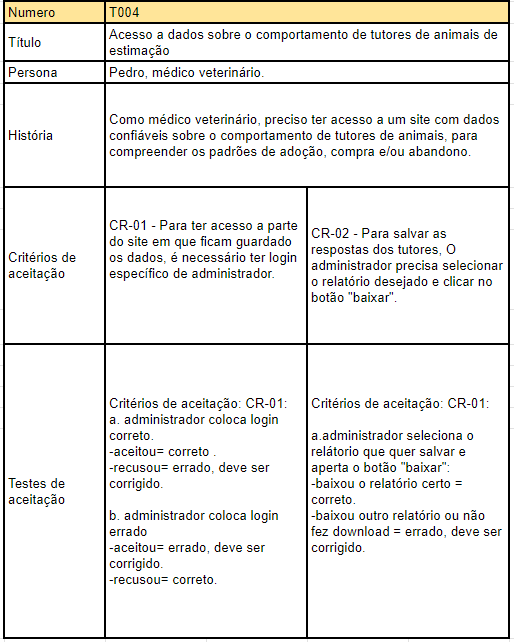 Numero
T004
Título
Acesso a dados sobre o comportamento de tutores de animais de
estimação
Persona
Pedro, médico veterinário.
História
Como médico veterinário, preciso ter acesso a um site com dados
confiáveis sobre o comportamento de tutores de animais, para
compreender os padrões de adoção, compra e/ou abandono.
Critérios de
aceitação
CR-01 - Para ter acesso a parte
do site em que ficam guardado
os dados, é necessário ter login
específico de administrador.
CR-02 - Para salvar as
respostas dos tutores, O
administrador precisa selecionar
o relatório desejado e clicar no
botão "baixar".
Testes de
aceitação
Critérios de aceitação: CR-01:
a. administrador coloca login
correto.
-aceitou= correto .
-recusou= errado, deve ser
corrigido.
b. administrador coloca login
errado
-aceitou= errado, deve ser
corrigido.
-recusou= correto.
Critérios de aceitação: CR-01:
a.administrador seleciona o
relátorio que quer salvar e
aperta o botão "baixar":
-baixou o relatório certo =
correto.
-baixou outro relatório ou não
fez download = errado, deve ser
corrigido.